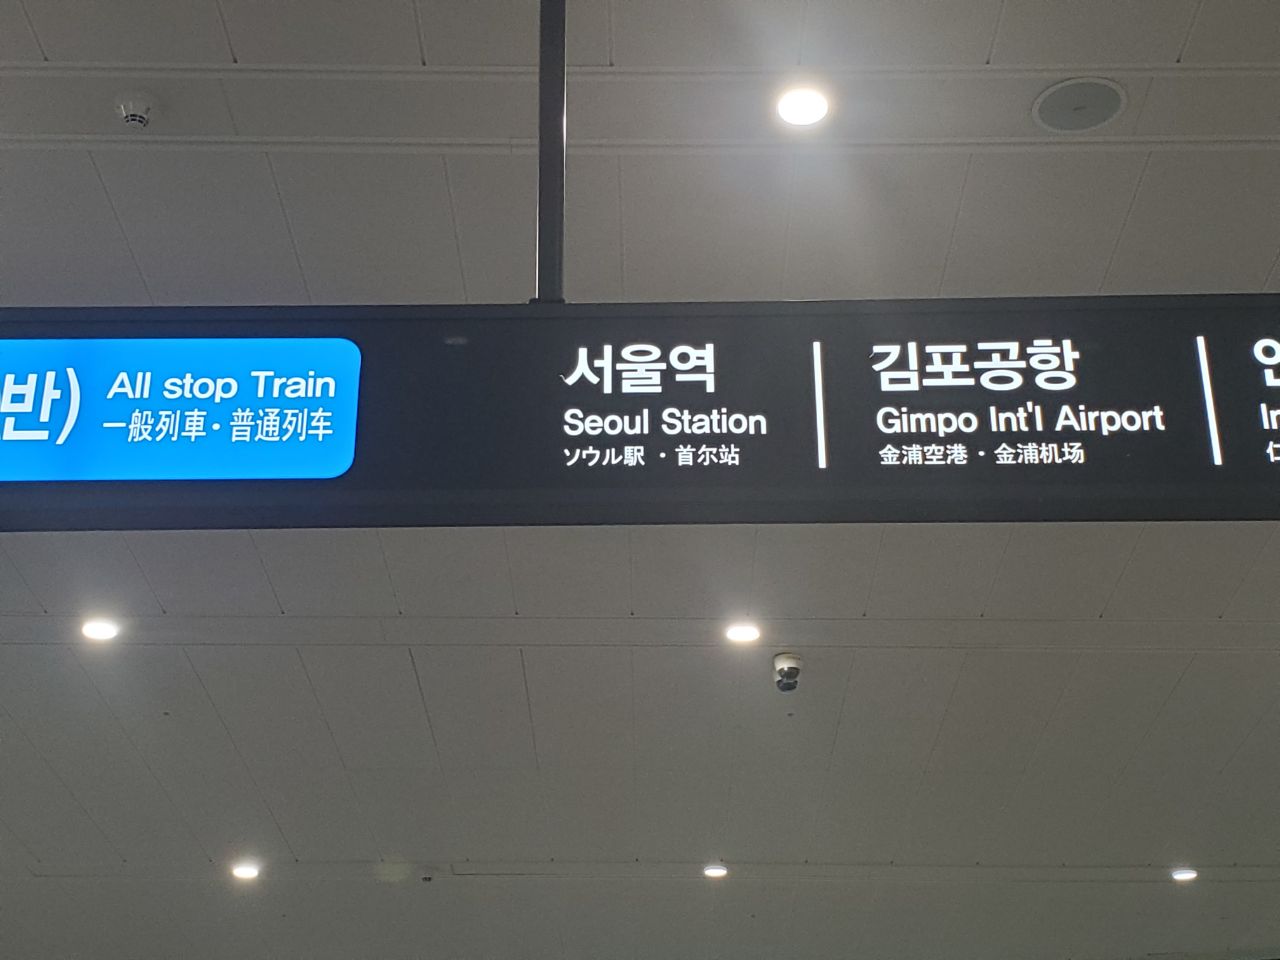 반)
All stop Train
一般列車・普通列车
서울역
Seoul Station
ソウル駅 ・首尔站
김포공항
Gimpo Int'l Airport
金浦空港・金浦机场